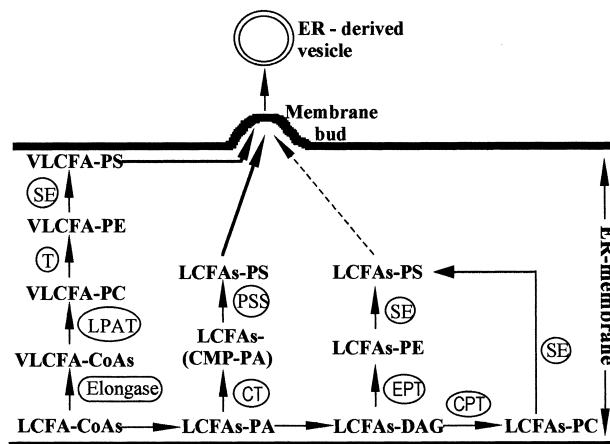 ER - derived
vesicle
Membrane
bud
VLCFA-PS
SE
VLCFA-PE
T
VLCFA-PC
LPAT
VLCFA-CoAs
Elongase
LCFA-CoAs
LCFAs-PS
PSS
LCFAs-
(CMP-PA)
CT
LCFAs-PA
LCFAs-PS
SE
LCFAs-PE
EPT
LCFAs-DAG
CPT
SE
LCFAs-PC
ER-membrane